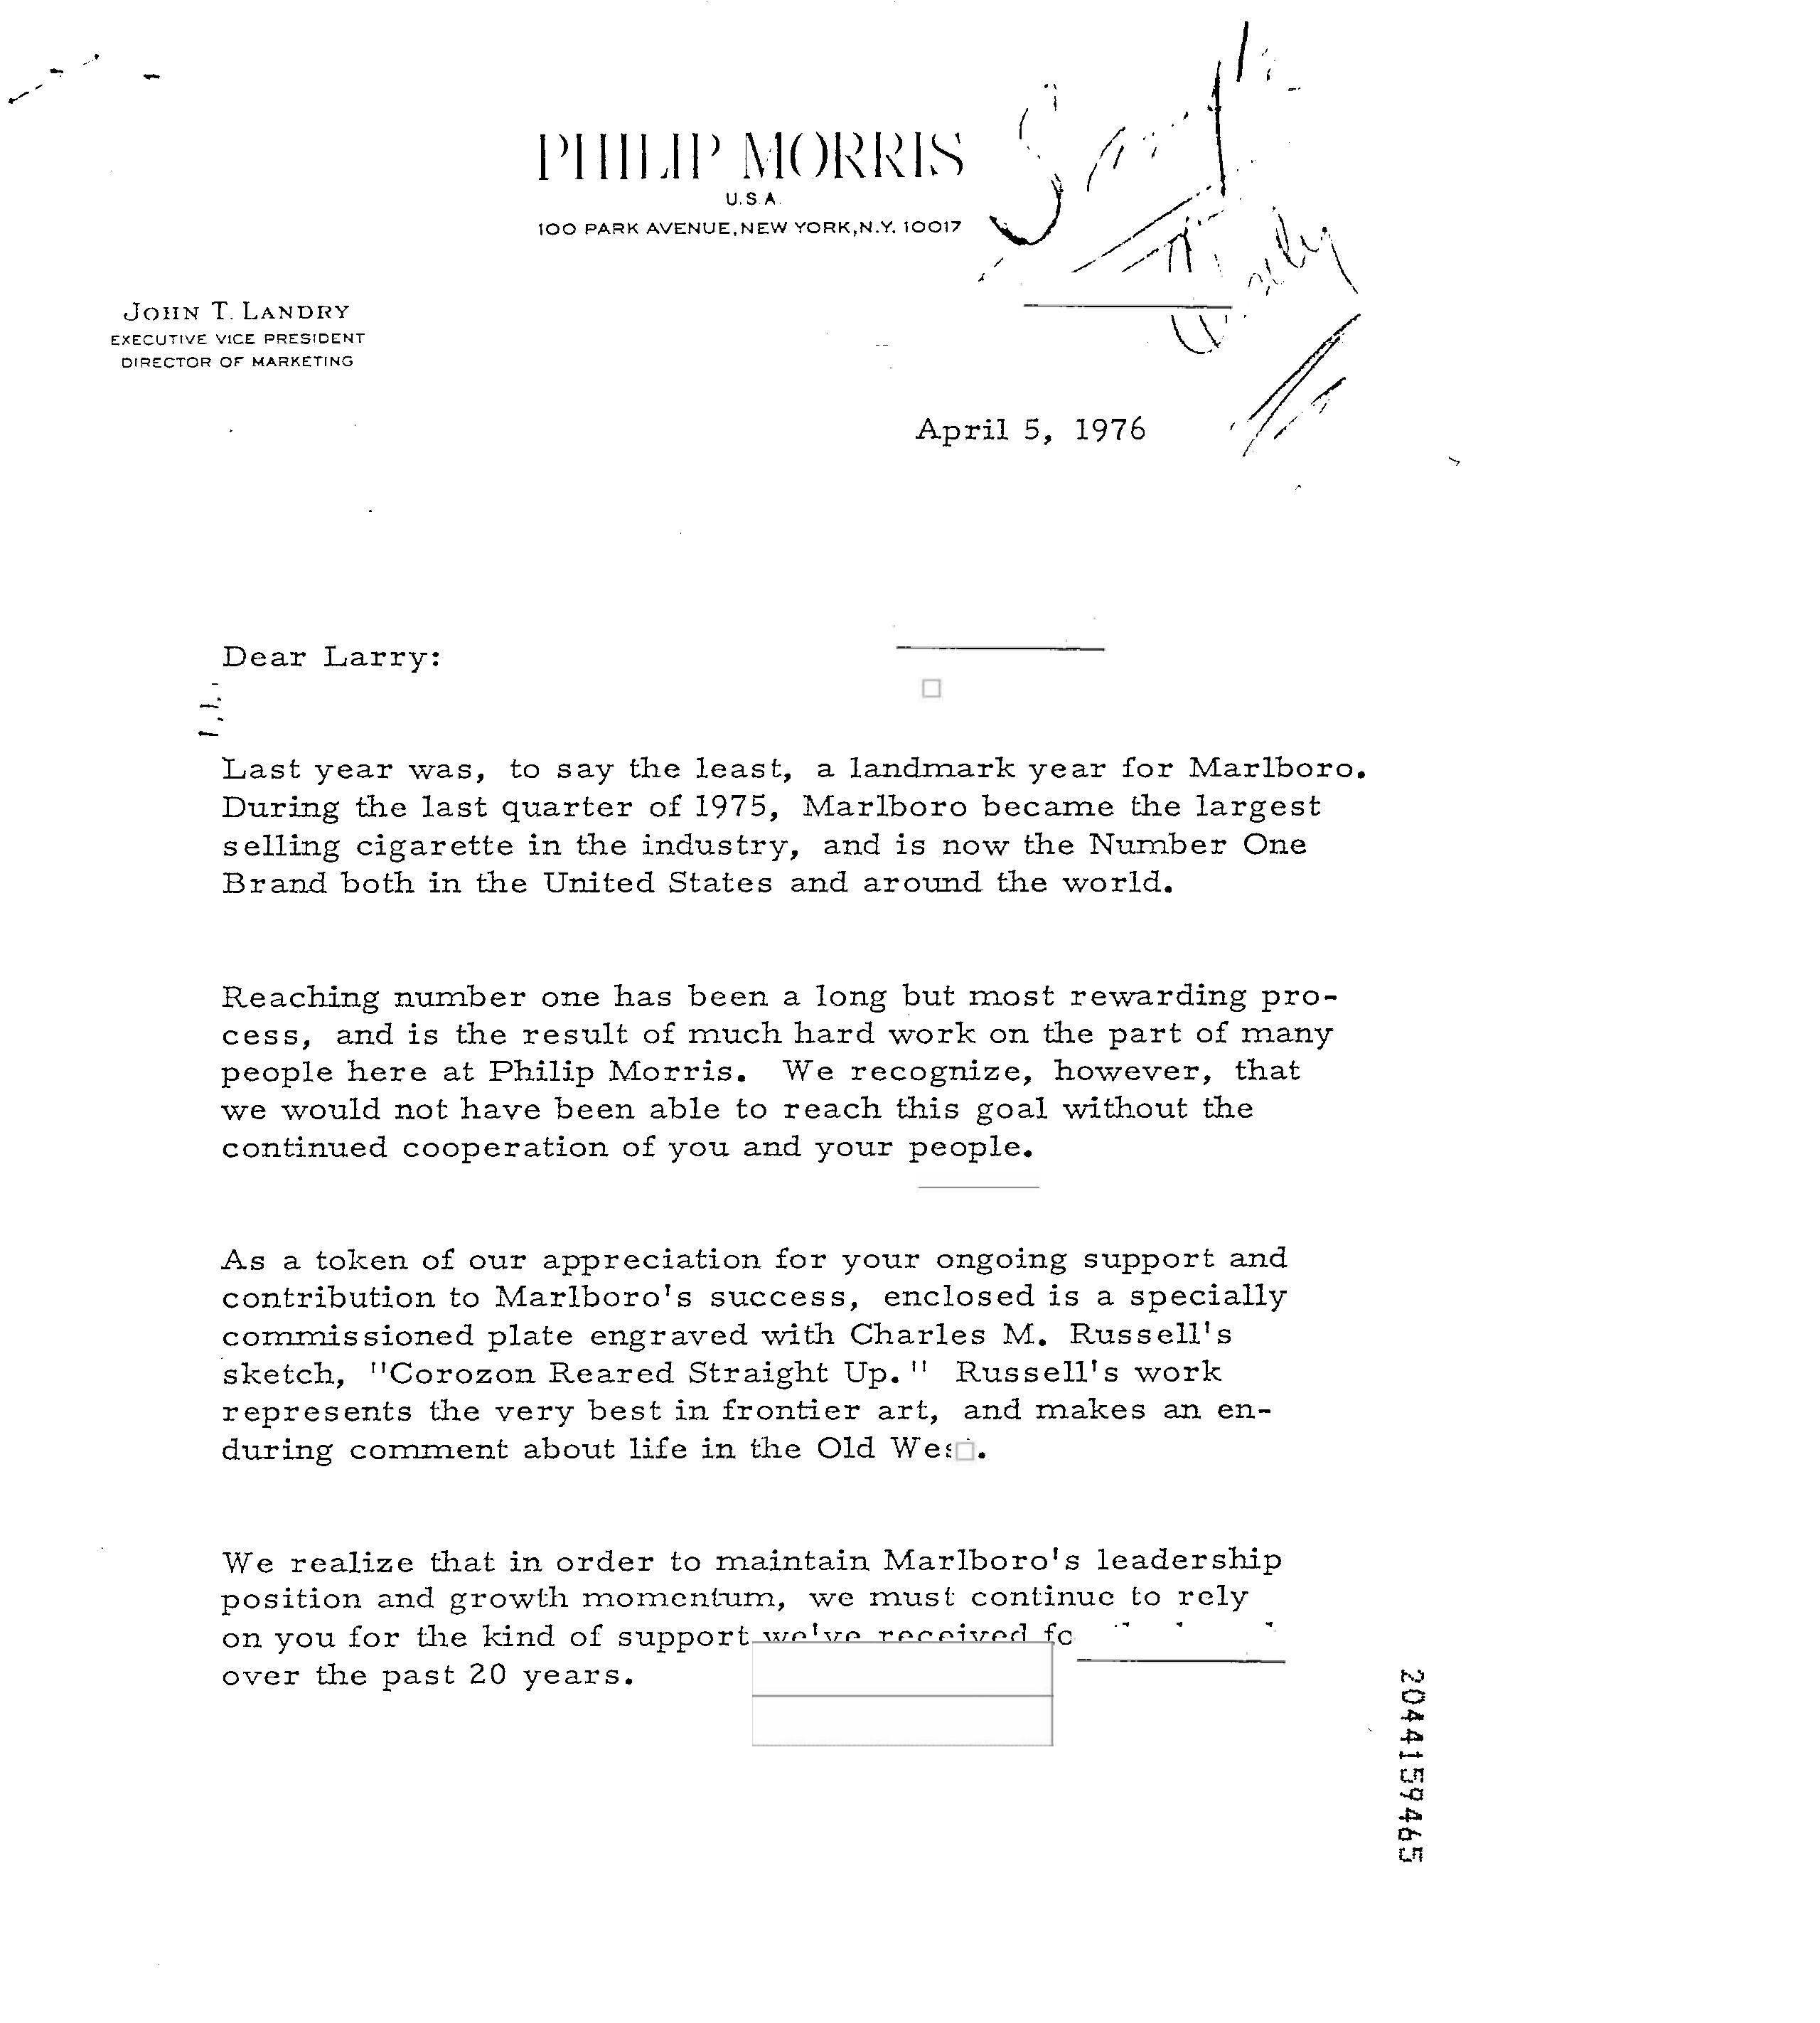 PHILIP MORRIS
U.S.A.
100 PARK AVENUE, NEW YORK, N.Y. 10017
JOHN T. LANDRY
EXECUTIVE VICE PRESIDENT
DIRECTOR OF MARKETING
April 5, 1976
Dear Larry:
Last year was, to say the least, a landmark year for Marlboro.
During the last quarter of 1975, Marlboro became the largest
selling cigarette in the industry, and is now the Number One
Brand both in the United States and around the world.
Reaching number one has been a long but most rewarding pro-
cess, and is the result of much hard work on the part of many
people here at Philip Morris. We recognize, however, that
we would not have been able to reach this goal without the
continued cooperation of you and your people.
As a token of our appreciation for your ongoing support and
contribution to Marlboro's success, enclosed is a specially
commissioned plate engraved with Charles M. Russell's
sketch, "Corozon Reared Straight Up." Russell's work
represents the very best in frontier art, and makes an en-
during comment about life in the Old Wes.
We realize that in order to maintain Marlboro's leadership
position and growth momentum, we must continue to rely
on you for the kind of support we've received
over the past 20 years.
2044159465